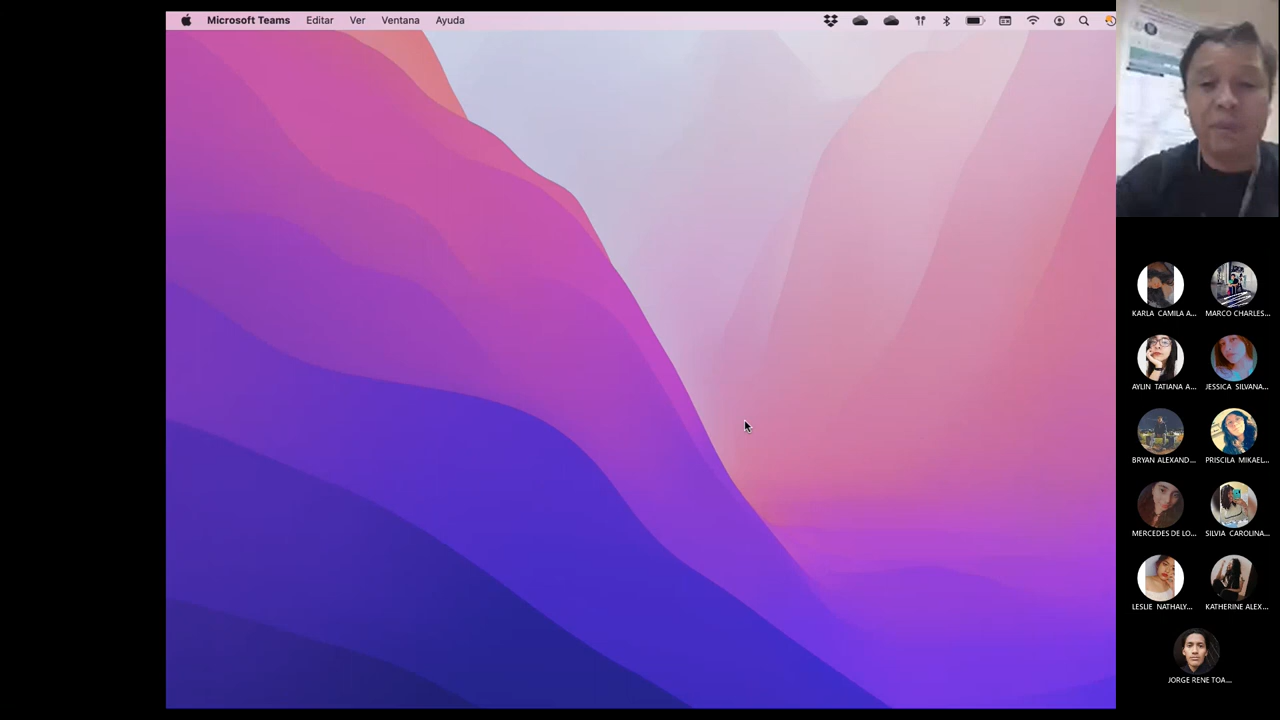 Microsoft Teams Editar Ver Ventana Ayuda
KARLA CAMILA A... MARCO CHARLES...
AYLIN TATIANA A... JESSICA SILVANA...
BRYAN ALEXAND... PRISCILA MIKAEL...
MERCEDES DE LO... SILVIA CAROLINA...
LESLIE NATHALY... KATHERINE ALEX...
JORGE RENE TOA...